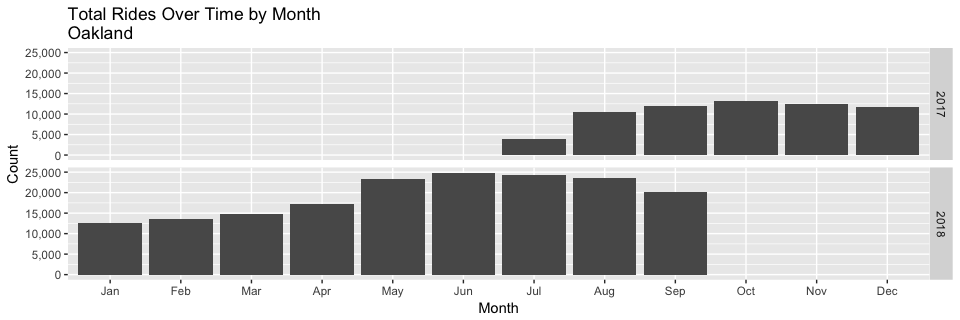 Total Rides Over Time by Month
Oakland
25,000
20,000
15,000
10,000
5,000
0
2017
25,000
20,000
15,000
10,000
5,000
0
2018
Count
Jan Feb Mar Apr May Jun Jul Aug Sep Oct Nov Dec
Month